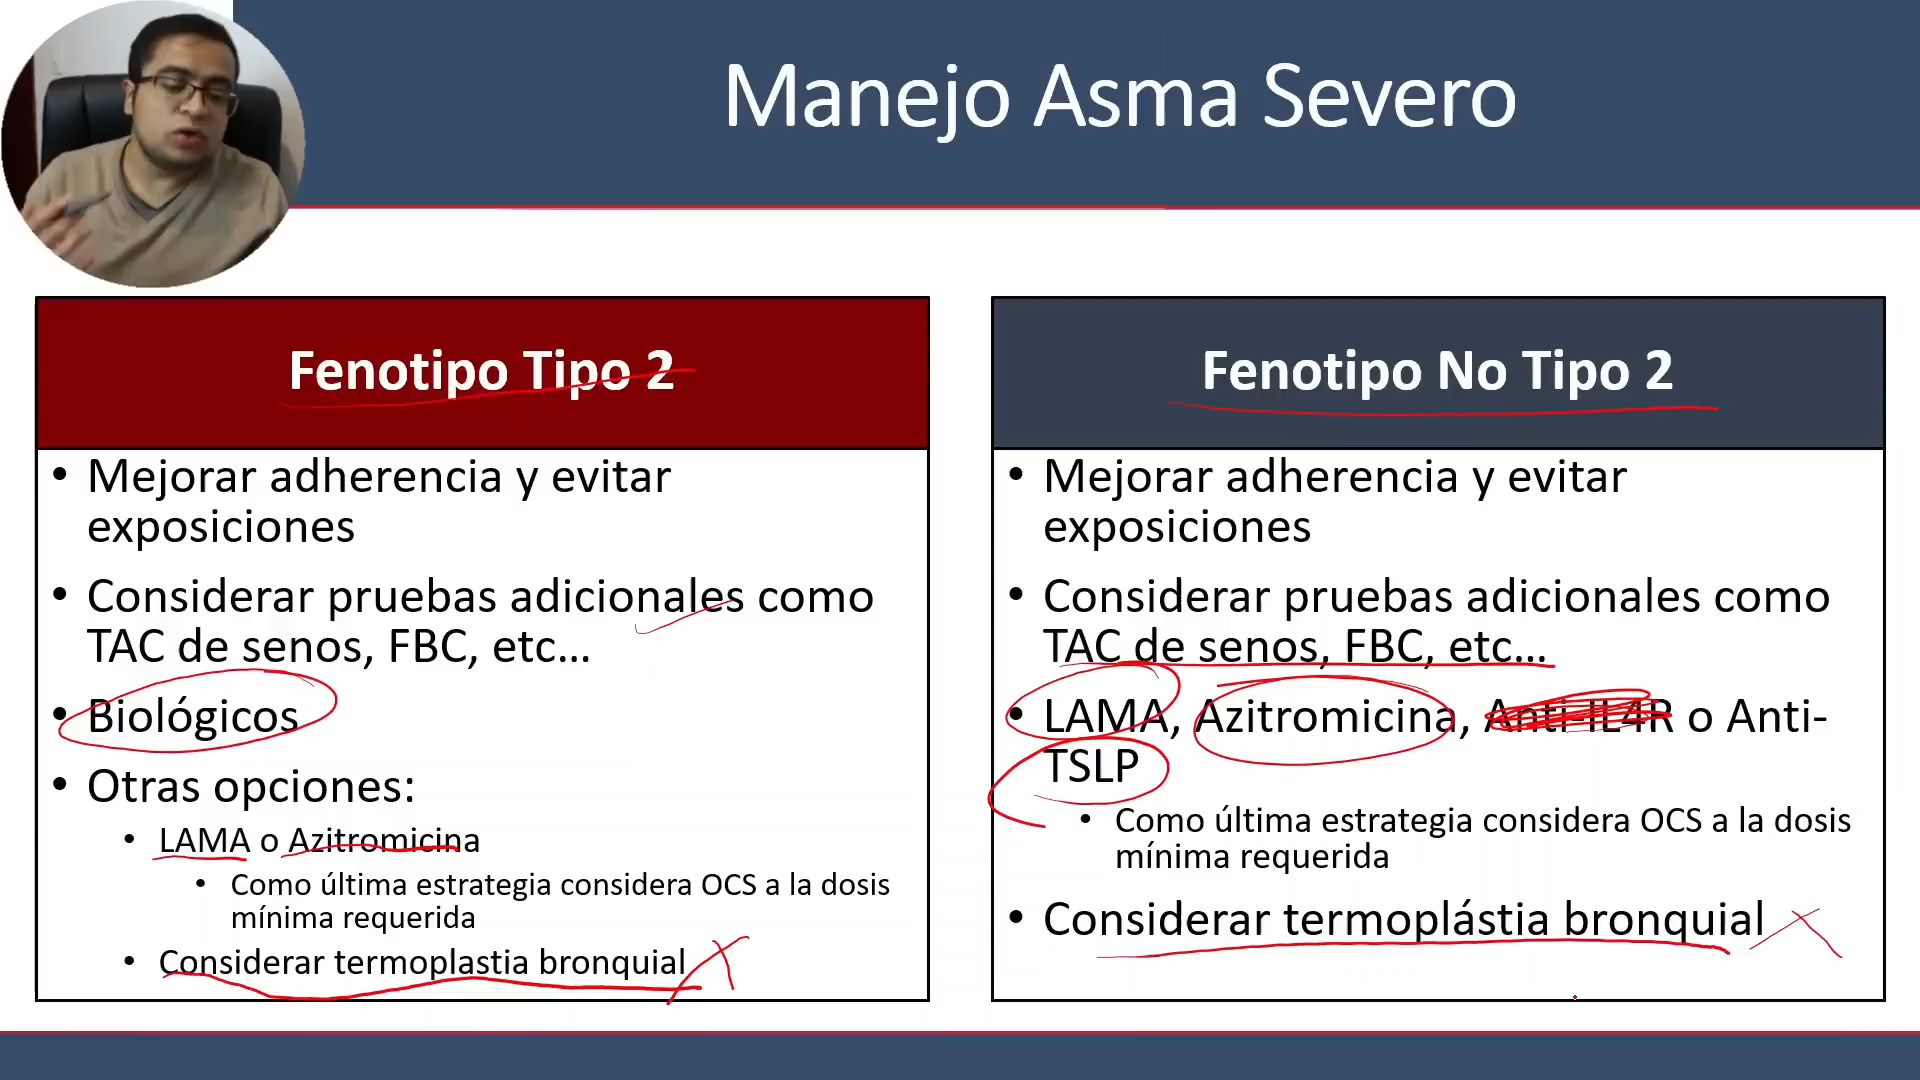 Manejo Asma Severo
Fenotipo Tipo 2
• Mejorar adherencia y evitar
exposiciones
• Considerar pruebas adicionales como
TAC de senos, FBC, etc…
• Biológicos
• Otras opciones:
• LAMA o Azitromicina
• Como última estrategia considera OCS a la dosis
mínima requerida
• Considerar termoplastia bronquial
Fenotipo No Tipo 2
• Mejorar adherencia y evitar
exposiciones
• Considerar pruebas adicionales como
TAC de senos, FBC, etc…
• LAMA, Azitromicina, Anti-IL4R o Anti-
TSLP
• Como última estrategia considera OCS a la dosis
mínima requerida
• Considerar termoplástia bronquial